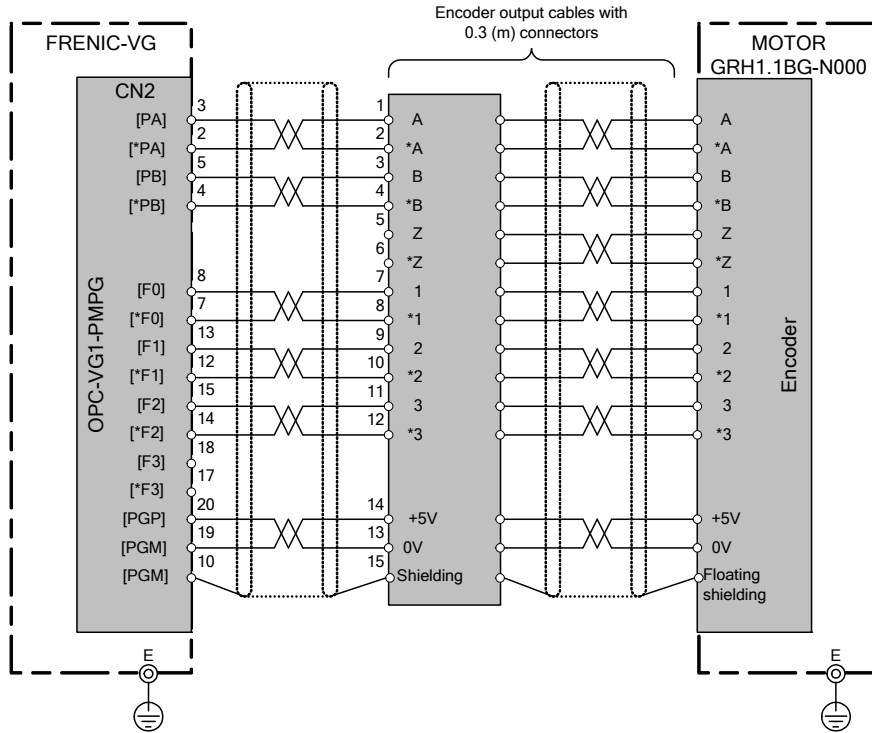 Encoder output cables with
0.3 (m) connectors
FRENIC-VG
MOTOR
GRH1.1BG-N000
CN2
OPC-VG1-PMPG
Encoder
[PA] 3 1 A A
[*PA] 2 2 *A *A
[PB] 5 3 B B
[*PB] 4 4 *B *B
5 Z Z
6 *Z *Z
[F0] 8 7 1 1
[*F0] 7 8 *1 *1
[F1] 13 9 2 2
[*F1] 12 10 *2 *2
[F2] 15 11 3 3
[*F2] 14 12 *3 *3
[F3] 18
[*F3] 17
[PGP] 20 14 +5V +5V
[PGM] 19 13 0V 0V
[PGM] 10 15 Shielding Floating
shielding
E E